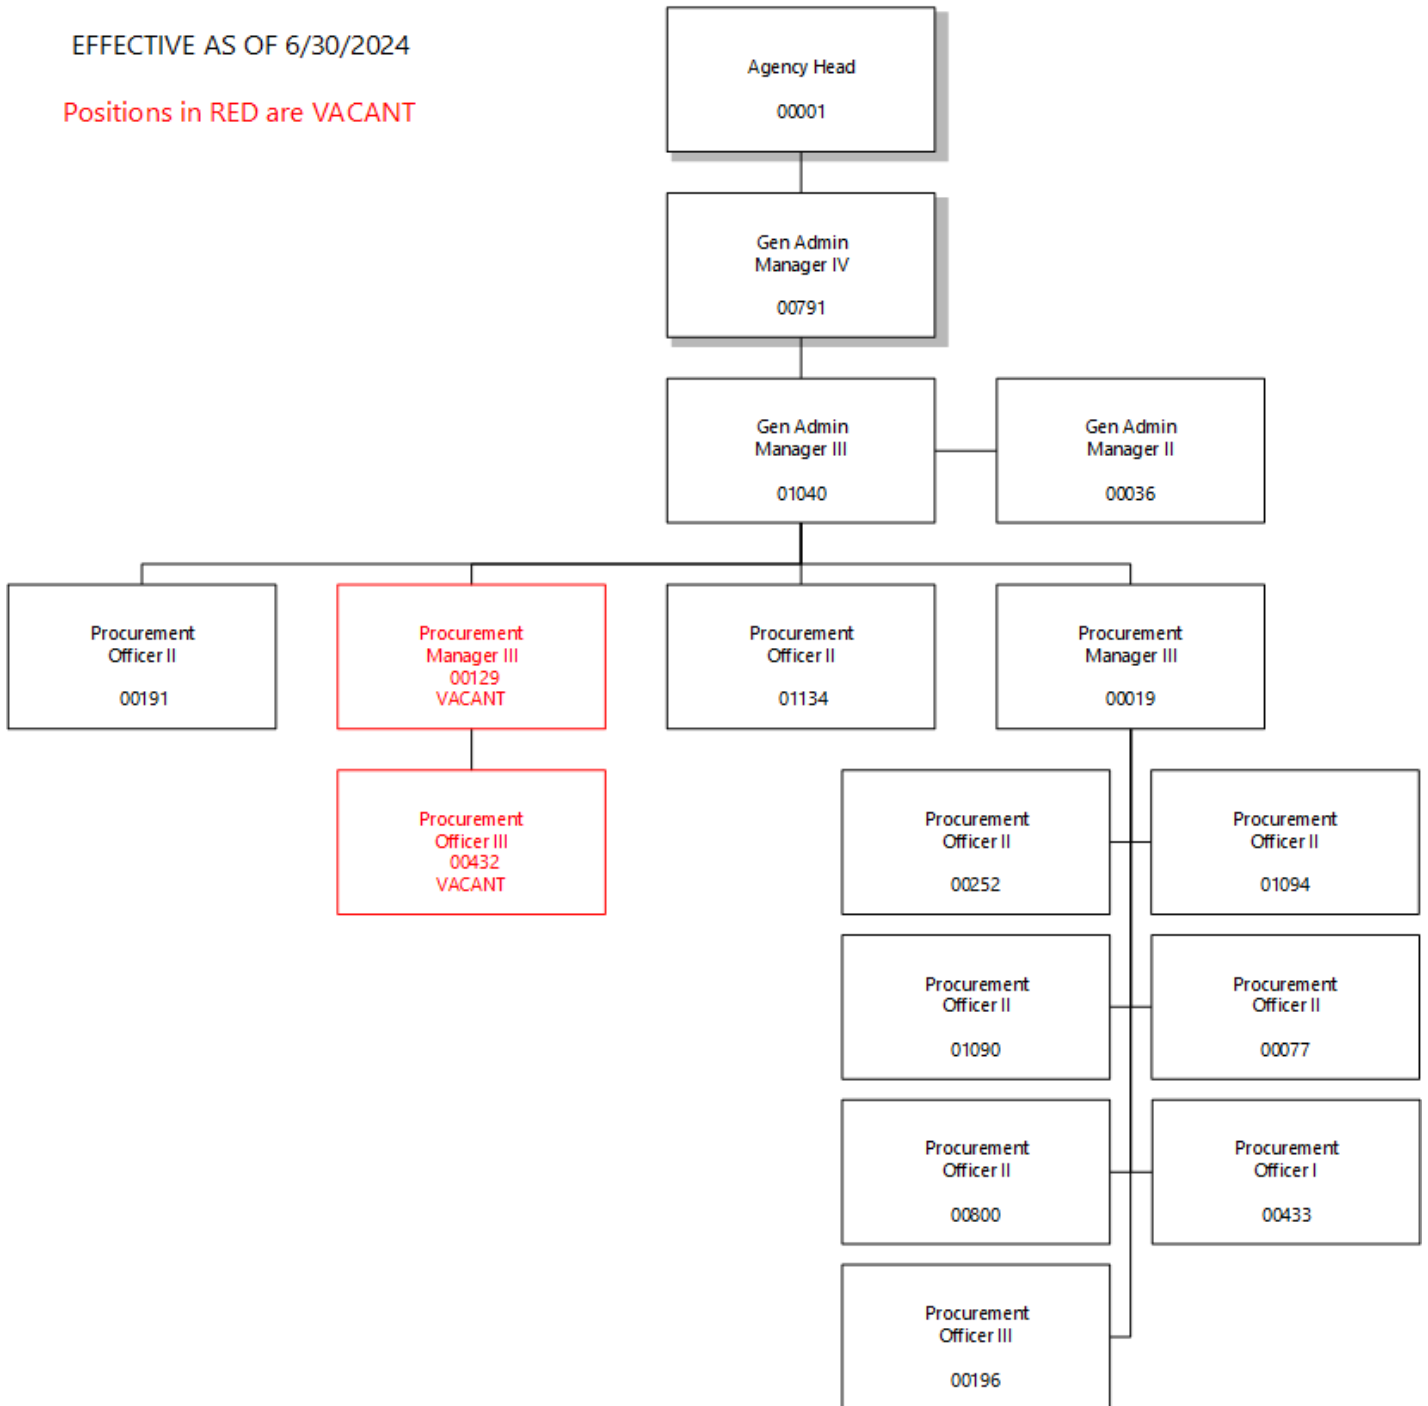 EFFECTIVE AS OF 6/30/2024
Positions in RED are VACANT
Agency Head
00001
Gen Admin
Manager IV
00791
Gen Admin
Manager III
01040
Gen Admin
Manager II
00036
Procurement
Officer II
00191
Procurement
Manager III
00129
VACANT
Procurement
Officer II
01134
Procurement
Manager III
00019
Procurement
Officer III
00432
VACANT
Procurement
Officer II
00252
Procurement
Officer II
01094
Procurement
Officer II
01090
Procurement
Officer II
00077
Procurement
Officer II
00800
Procurement
Officer I
00433
Procurement
Officer III
00196